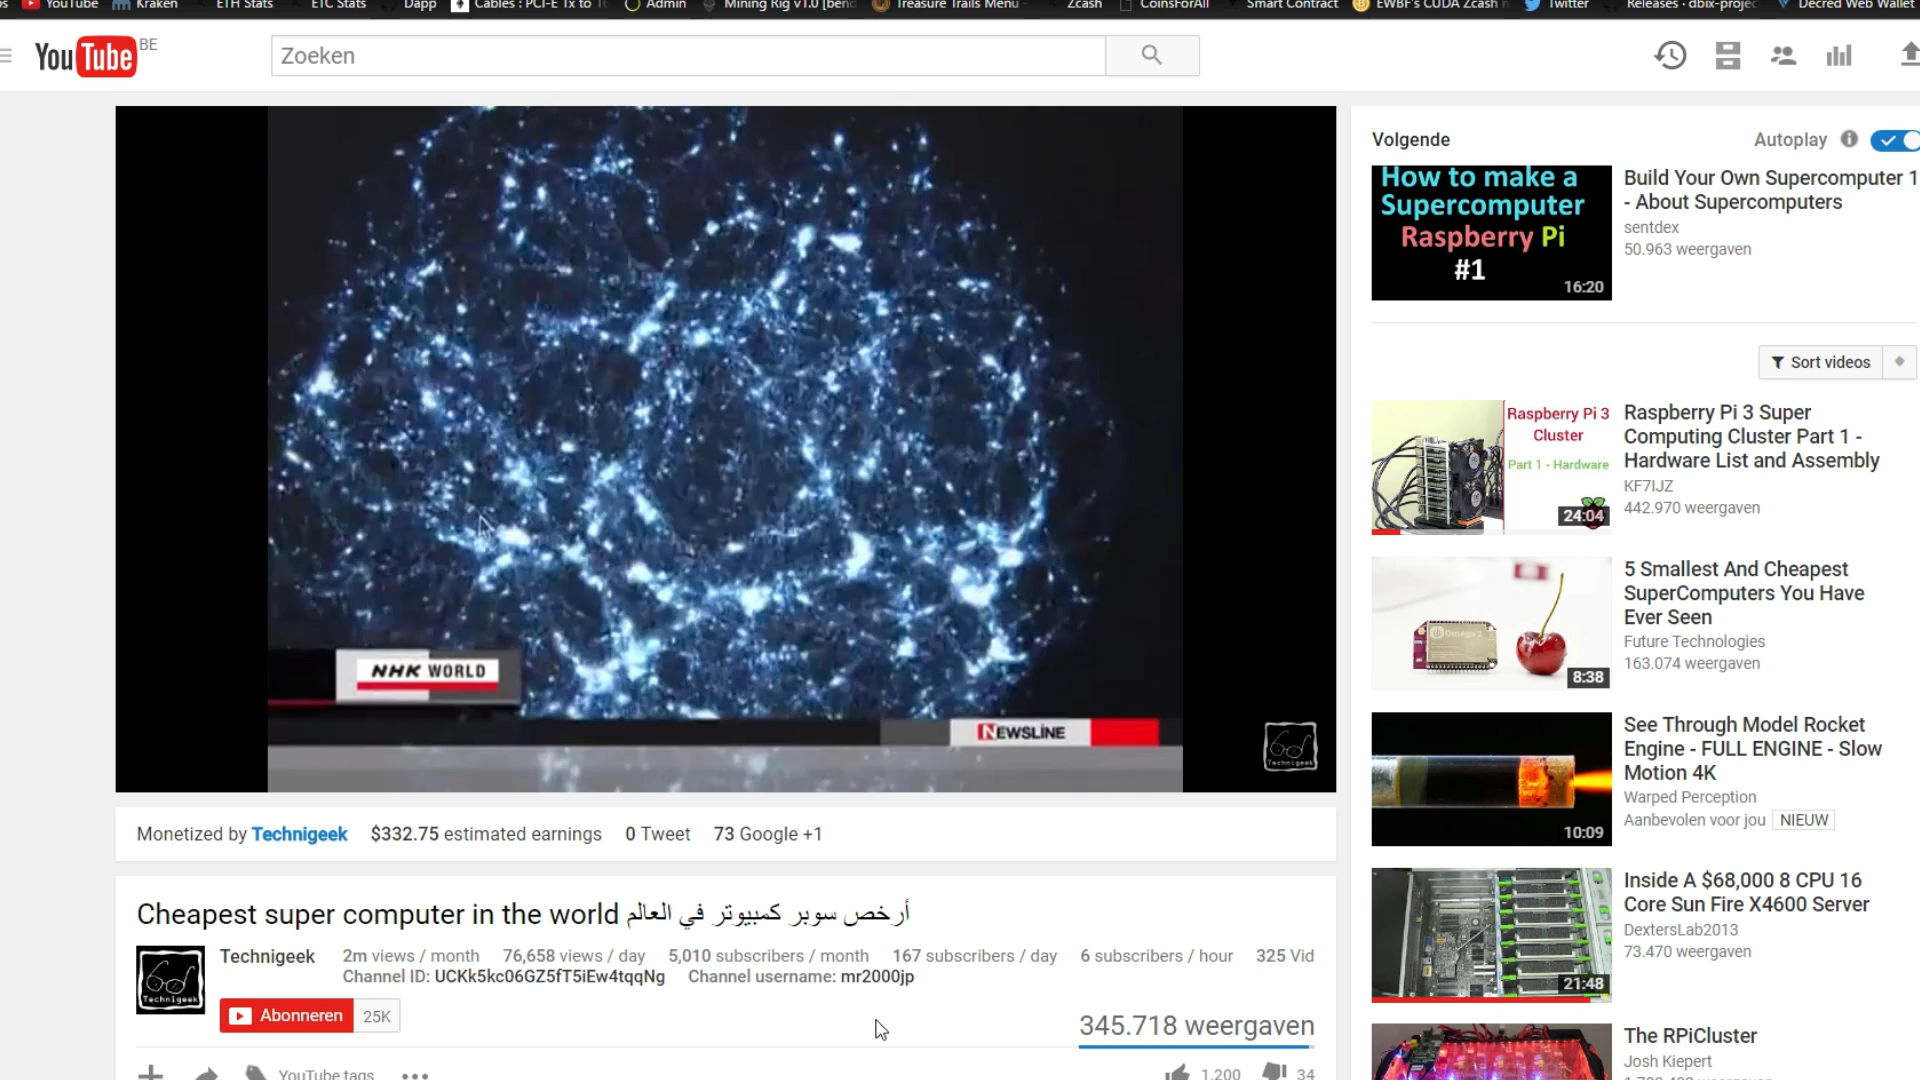 YouTube
Kraken
ETH Stats
ETC Stats
Dapp
Cables : PCI-E 1x to 1
Admin
Mining Rig v1.0 [bend
Treasure Trails Menu -
Zcash
CoinsForAll
Smart Contract
EWBF's CUDA Zcash
Twitter
Releases · dbix-projec
Decred Web Wallet
YouTube BE
Zoeken
NHK WORLD
NEWSLINE
Technigeek
Monetized by Technigeek $332.75 estimated earnings 0 Tweet 73 Google +1
Cheapest super computer in the world أرخص سوبر كمبيوتر في العالم
Technigeek
Technigeek 2m views / month 76,658 views / day 5,010 subscribers / month 167 subscribers / day 6 subscribers / hour 325 Vid
Channel ID: UCKk5kc06GZ5fT5iEw4tqqNg Channel username: mr2000jp
Abonneren 25K
345.718 weergaven
YouTube tags
1.200 34
Volgende
Autoplay
How to make a
Supercomputer
Raspberry Pi
#1
16:20
Build Your Own Supercomputer 1
- About Supercomputers
sentdex
50.963 weergaven
Sort videos
Raspberry Pi 3
Cluster
Part 1 - Hardware
24:04
Raspberry Pi 3 Super
Computing Cluster Part 1 -
Hardware List and Assembly
KF7IJZ
442.970 weergaven
Omega 2
8:38
5 Smallest And Cheapest
SuperComputers You Have
Ever Seen
Future Technologies
163.074 weergaven
10:09
See Through Model Rocket
Engine - FULL ENGINE - Slow
Motion 4K
Warped Perception
Aanbevolen voor jou NIEUW
21:48
Inside A $68,000 8 CPU 16
Core Sun Fire X4600 Server
DextersLab2013
73.470 weergaven
The RPiCluster
Josh Kiepert